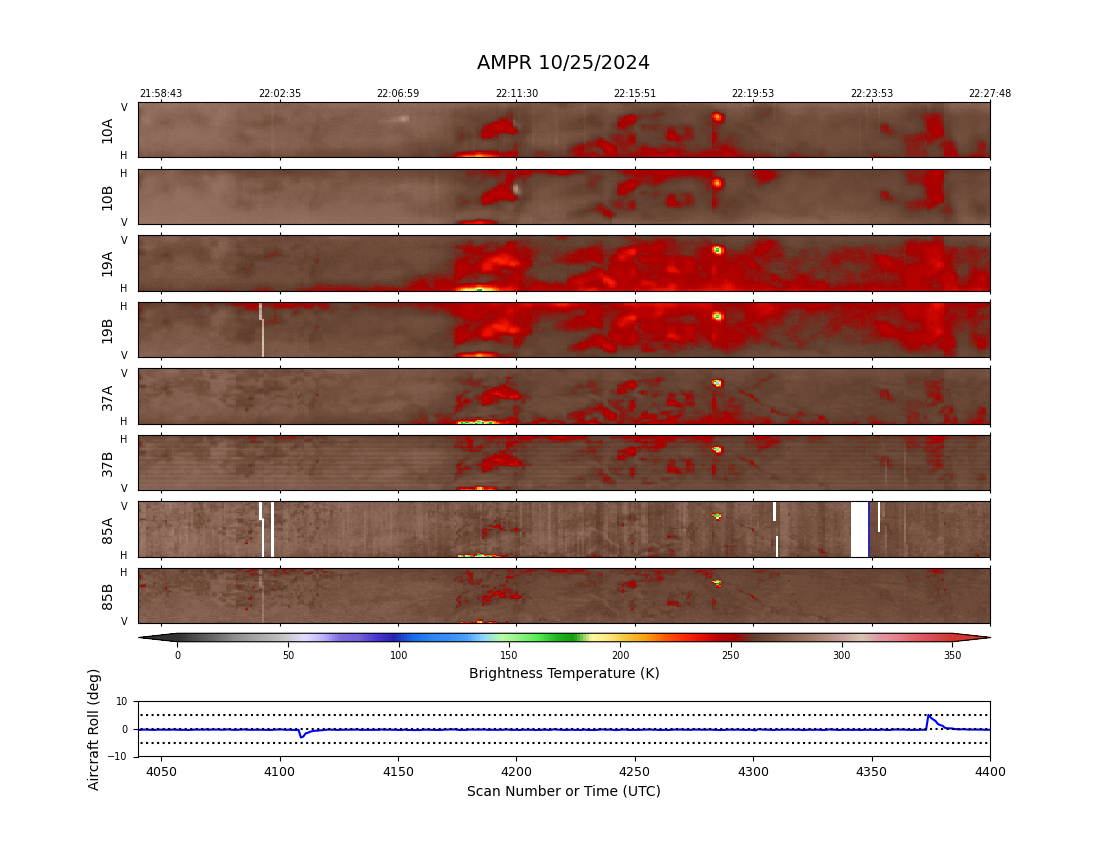 AMPR 10/25/2024
21:58:43 22:02:35 22:06:59 22:11:30 22:15:51 22:19:53 22:23:53 22:27:48
V
10A
H
H
10B
V
V
19A
H
H
19B
V
V
37A
H
H
37B
V
V
85A
H
H
85B
V
0 50 100 150 200 250 300 350
Brightness Temperature (K)
Aircraft Roll (deg)
10
0
−10
4050 4100 4150 4200 4250 4300 4350 4400
Scan Number or Time (UTC)